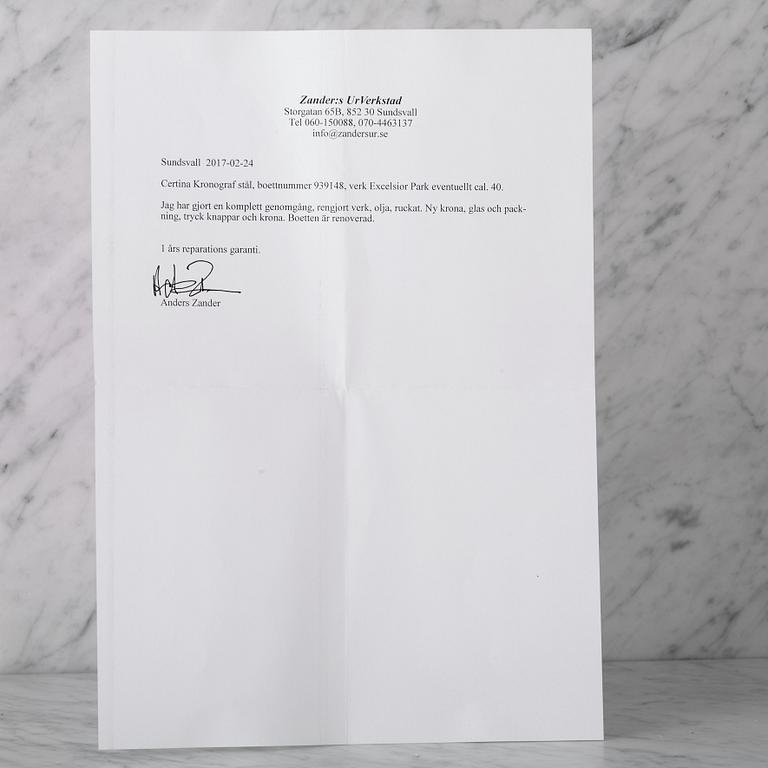 Zander:s UrVerkstad
Storgatan 65B, 852 30 Sundsvall
Tel 060-150088, 070-4463137
info@zandersur.se
Sundsvall 2017-02-24
Certina Kronograf stål, boettnummer 939148, verk Excelsior Park eventuellt cal. 40.
Jag har gjort en komplett genomgång, rengjort verk, olja, ruckat. Ny krona, glas och pack-
ning, tryck knappar och krona. Boetten är renoverad.
1 års reparations garanti.
Anders Zander